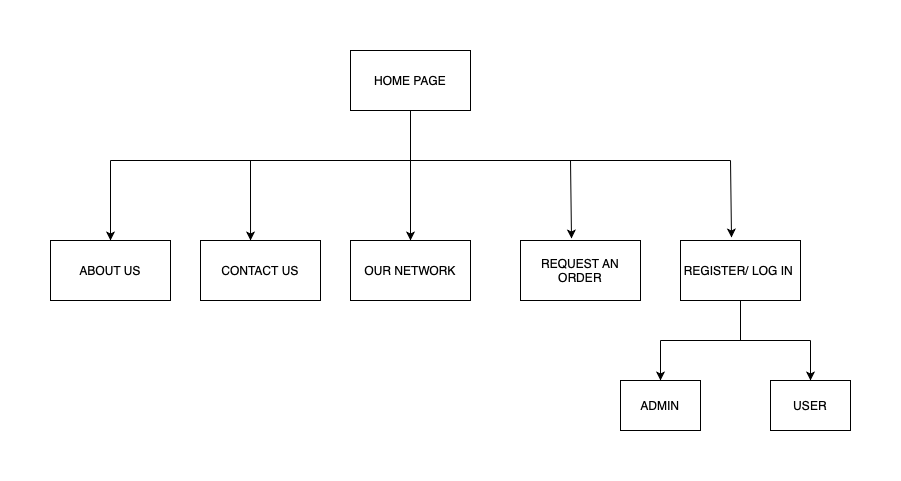 HOME PAGE
ABOUT US
CONTACT US
OUR NETWORK
REQUEST AN
ORDER
REGISTER/ LOG IN
ADMIN
USER